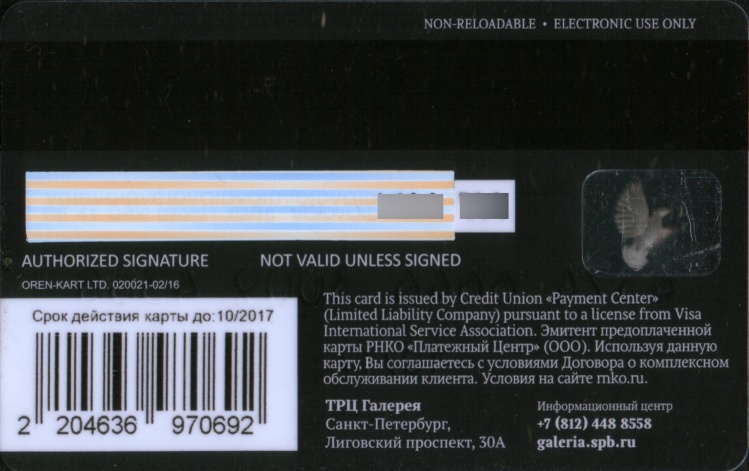 NON-RELOADABLE • ELECTRONIC USE ONLY
AUTHORIZED SIGNATURE NOT VALID UNLESS SIGNED
OREN-KART LTD. 020021-02/16
Срок действия карты до:10/2017
2 204636 970692
This card is issued by Credit Union «Payment Center»
(Limited Liability Company) pursuant to a license from Visa
International Service Association. Эмитент предоплаченной
карты РНКО «Платежный Центр» (ООО). Используя данную
карту, Вы соглашаетесь с условиями Договора о комплексном
обслуживании клиента. Условия на сайте rnko.ru.
ТРЦ Галерея
Санкт-Петербург,
Лиговский проспект, 30А
Информационный центр
+7 (812) 448 8558
galeria.spb.ru